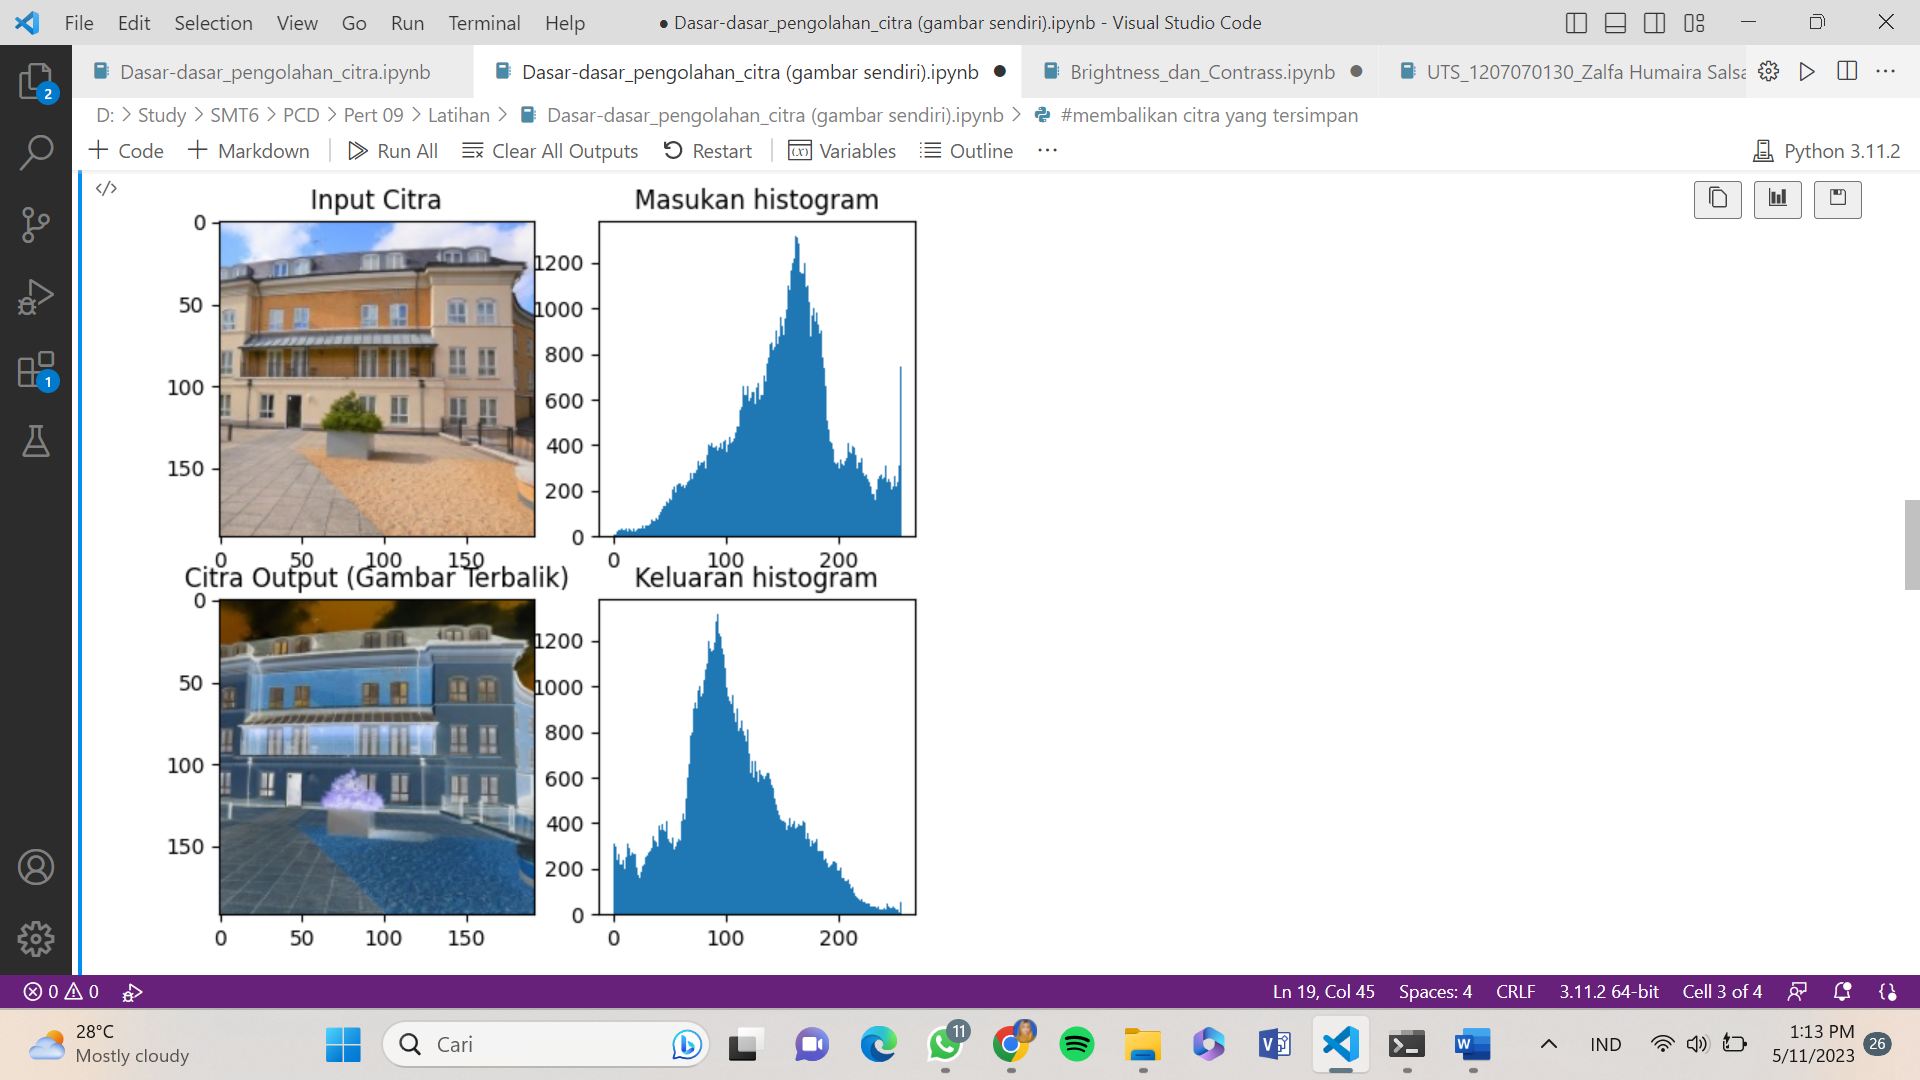 File Edit Selection View Go Run Terminal Help
● Dasar-dasar_pengolahan_citra (gambar sendiri).ipynb - Visual Studio Code
Dasar-dasar_pengolahan_citra.ipynb
Dasar-dasar_pengolahan_citra (gambar sendiri).ipynb ●
Brightness_dan_Contrass.ipynb ●
UTS_1207070130_Zalfa Humaira Salsa
D: > Study > SMT6 > PCD > Pert 09 > Latihan > Dasar-dasar_pengolahan_citra (gambar sendiri).ipynb > #membalikan citra yang tersimpan
+ Code + Markdown Run All Clear All Outputs Restart Variables Outline ...
Python 3.11.2
2
1
Input Citra
0
50
100
150
0 50 100 150
Masukan histogram
1200
1000
800
600
400
200
0
0 100 200
Citra Output (Gambar Terbalik)
0
50
100
150
0 50 100 150
Keluaran histogram
1200
1000
800
600
400
200
0
0 100 200
0 0
Ln 19, Col 45 Spaces: 4 CRLF 3.11.2 64-bit Cell 3 of 4
28°C
Mostly cloudy
Cari
11
IND
1:13 PM
5/11/2023
26